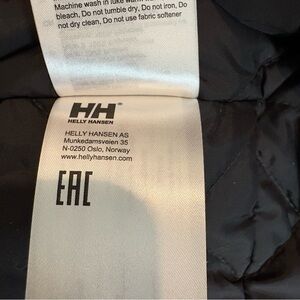 Machine wash in luke warm
bleach, Do not tumble dry, Do not iron, Do
not dry clean, Do not use fabric softener
HH
HELLY HANSEN
HELLY HANSEN AS
Munkedamsveien 35
N-0250 Oslo, Norway
www.hellyhansen.com
EAC